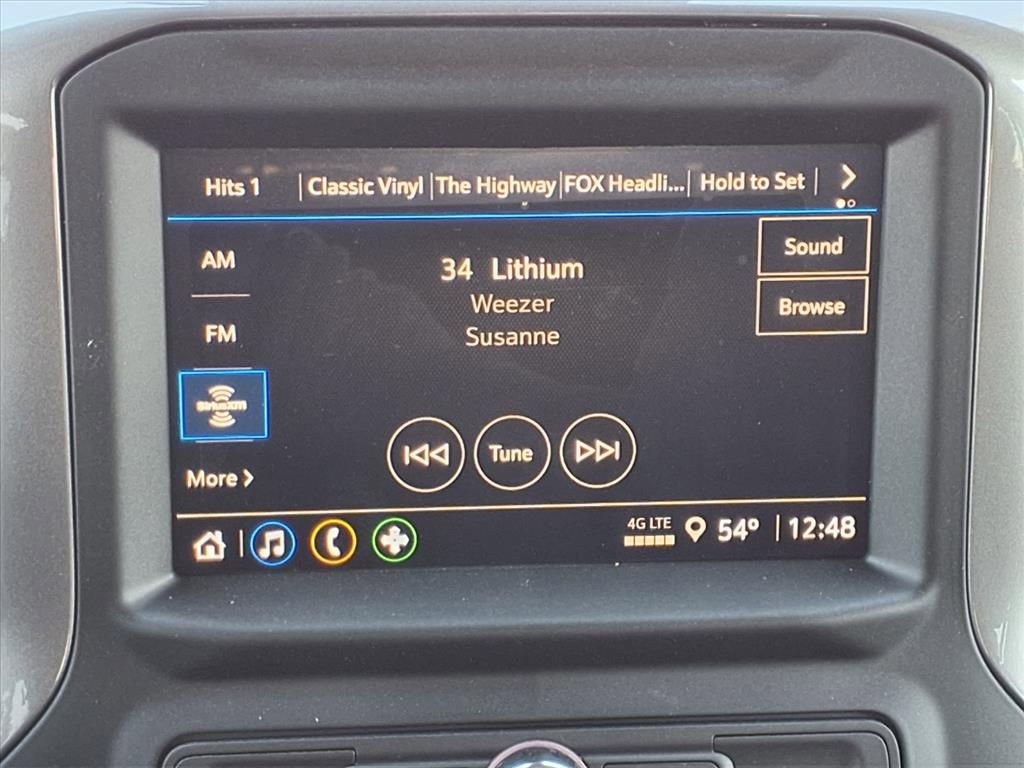 Hits 1 Classic Vinyl The Highway FOX Headli... Hold to Set
AM
34 Lithium
Sound
Weezer
Browse
FM
Susanne
SiriusXM
Tune
More
4G LTE
54° 12:48